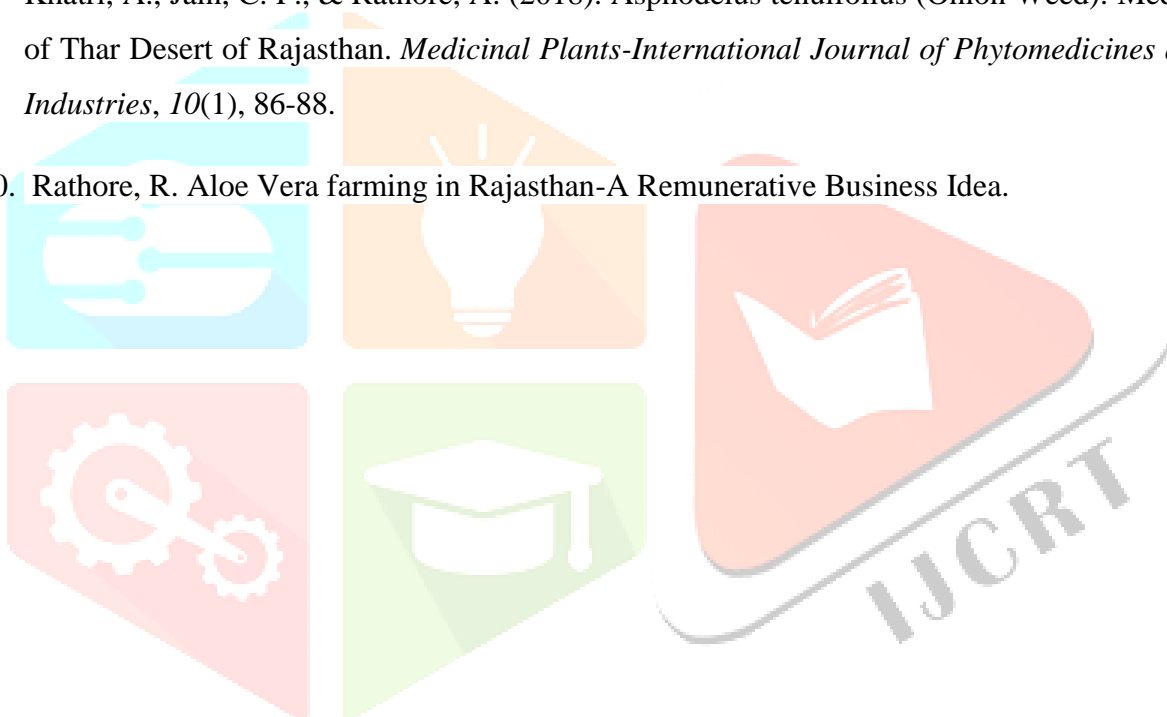 Khatri, A., Jain, C. P., & Rathore, A. (2018). Asphodelus tenuifolius (Onion Weed):
of Thar Desert of Rajasthan. Medicinal Plants-International Journal of Phytomedicines
Industries, 10(1), 86-88.
0. Rathore, R. Aloe Vera farming in Rajasthan-A Remunerative Business Idea.
IJCRT